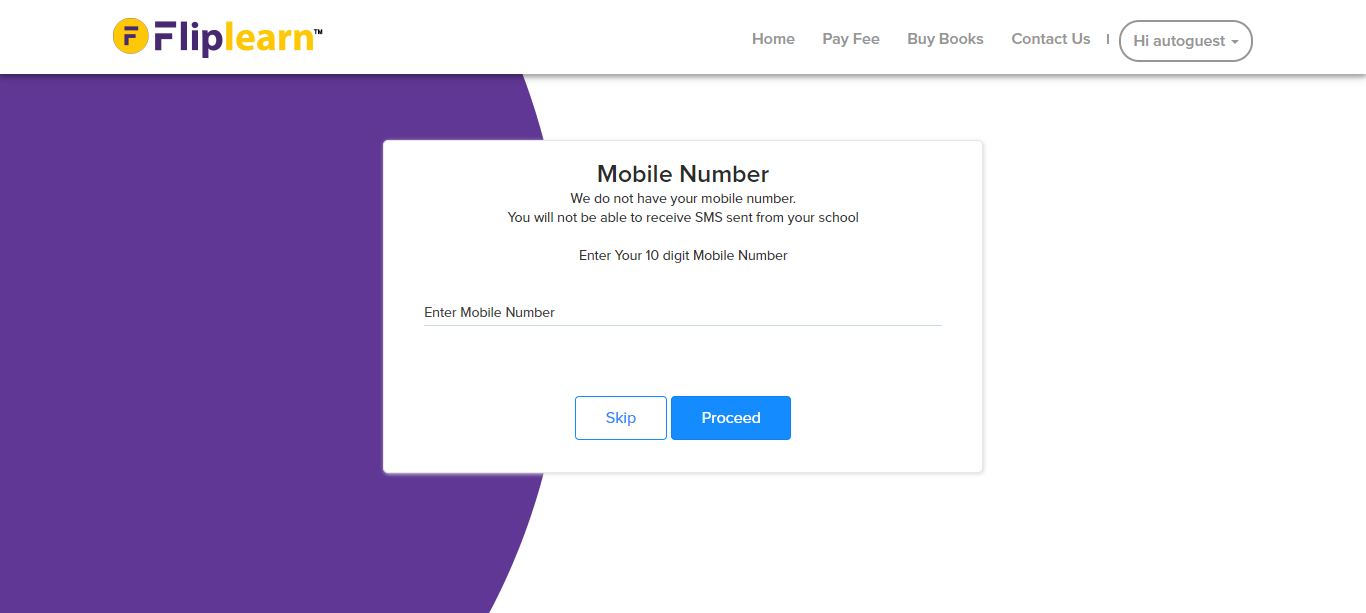 Fliplearn™
Home Pay Fee Buy Books Contact Us | Hi autoguest
Mobile Number
We do not have your mobile number.
You will not be able to receive SMS sent from your school
Enter Your 10 digit Mobile Number
Enter Mobile Number
Skip Proceed